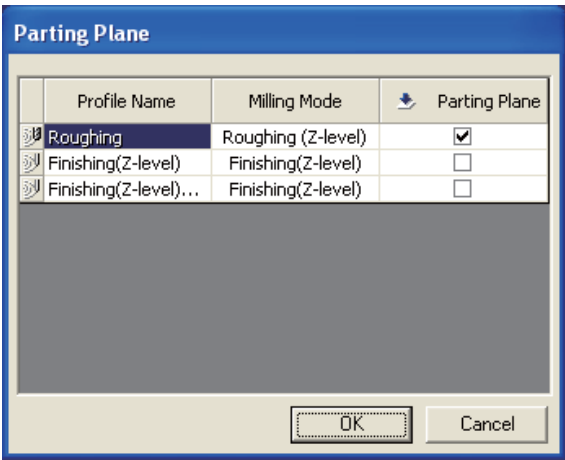 Parting Plane
Profile Name Milling Mode Parting Plane
Roughing Roughing (Z-level)
Finishing(Z-level) Finishing(Z-level)
Finishing(Z-level)... Finishing(Z-level)
OK Cancel